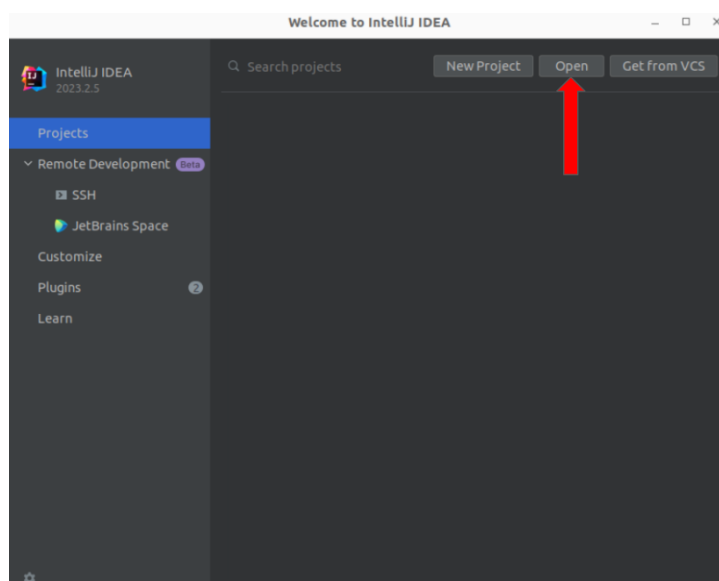 Welcome to IntelliJ IDEA
IntelliJ IDEA
2023.2.5
Search projects
New Project
Open
Get from VCS
Projects
Remote Development Beta
SSH
JetBrains Space
Customize
Plugins 2
Learn